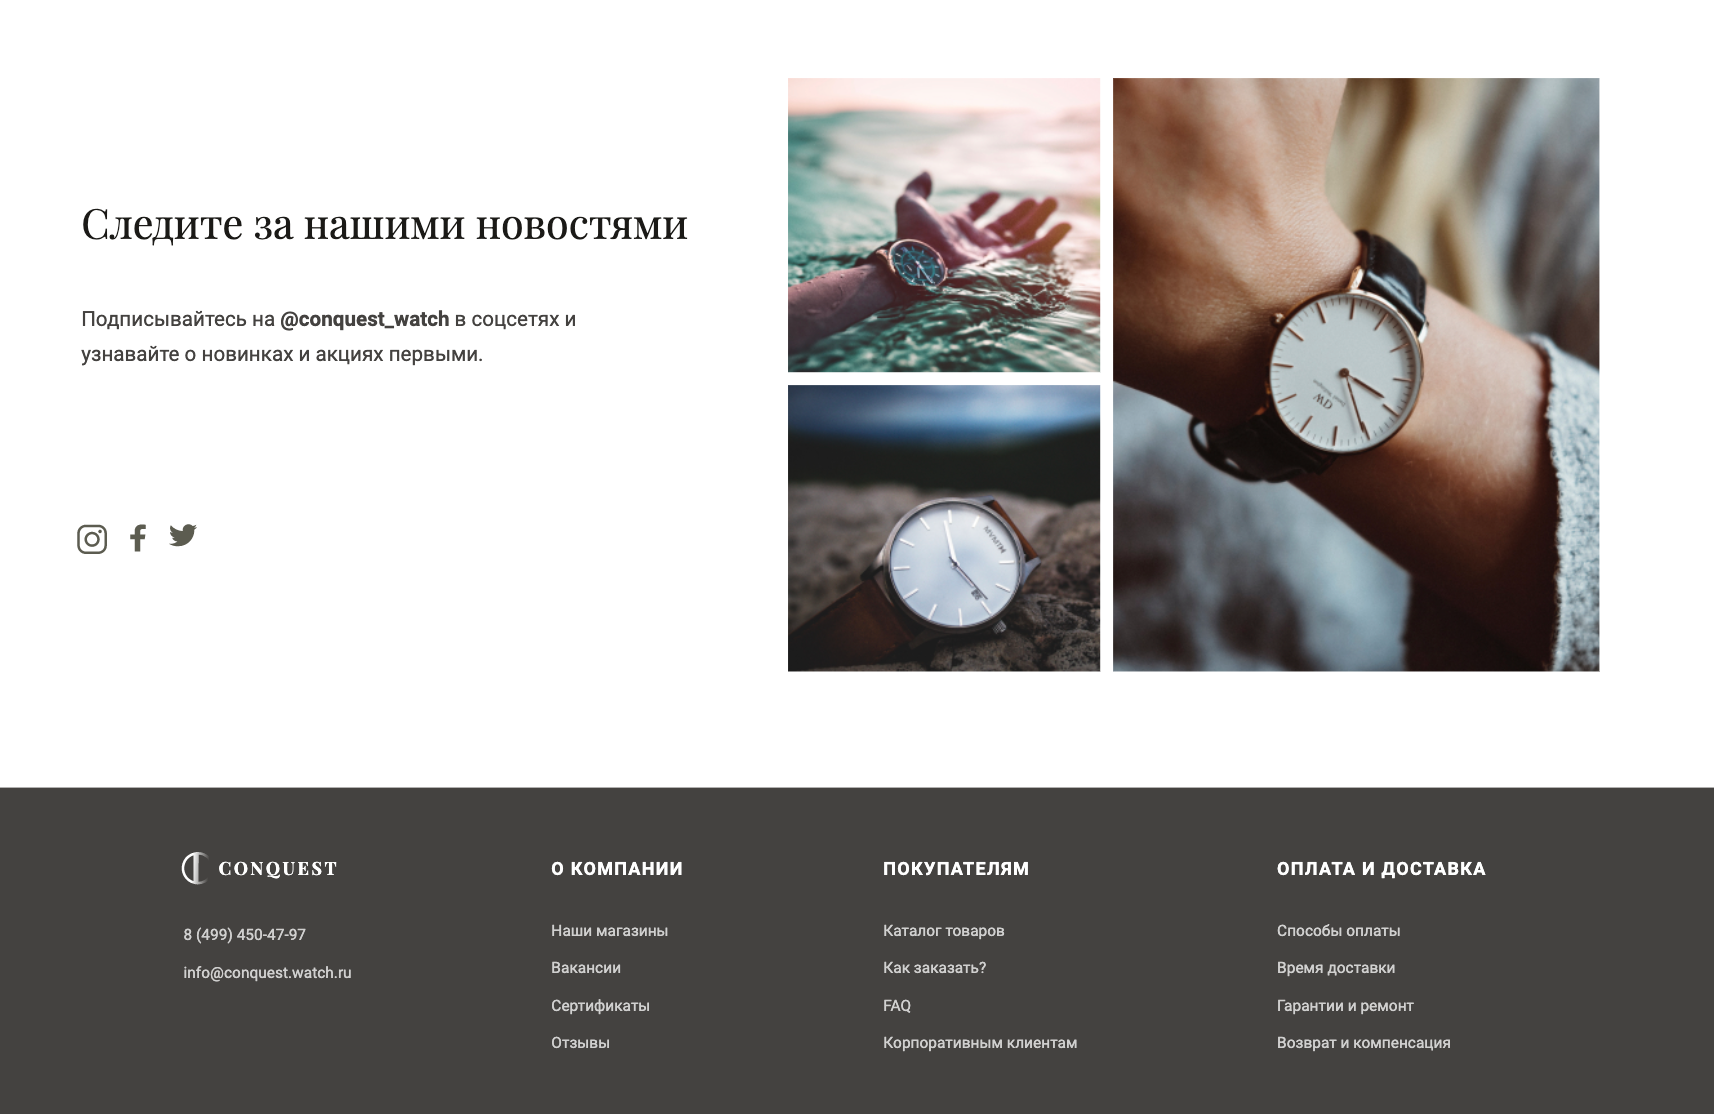 Следите за нашими новостями
Подписывайтесь на @conquest_watch в соцсетях и
узнавайте о новинках и акциях первыми.
DW
MVMT
CONQUEST
8 (499) 450-47-97
info@conquest.watch.ru
О КОМПАНИИ
Наши магазины
Вакансии
Сертификаты
Отзывы
ПОКУПАТЕЛЯМ
Каталог товаров
Как заказать?
FAQ
Корпоративным клиентам
ОПЛАТА И ДОСТАВКА
Способы оплаты
Время доставки
Гарантии и ремонт
Возврат и компенсация